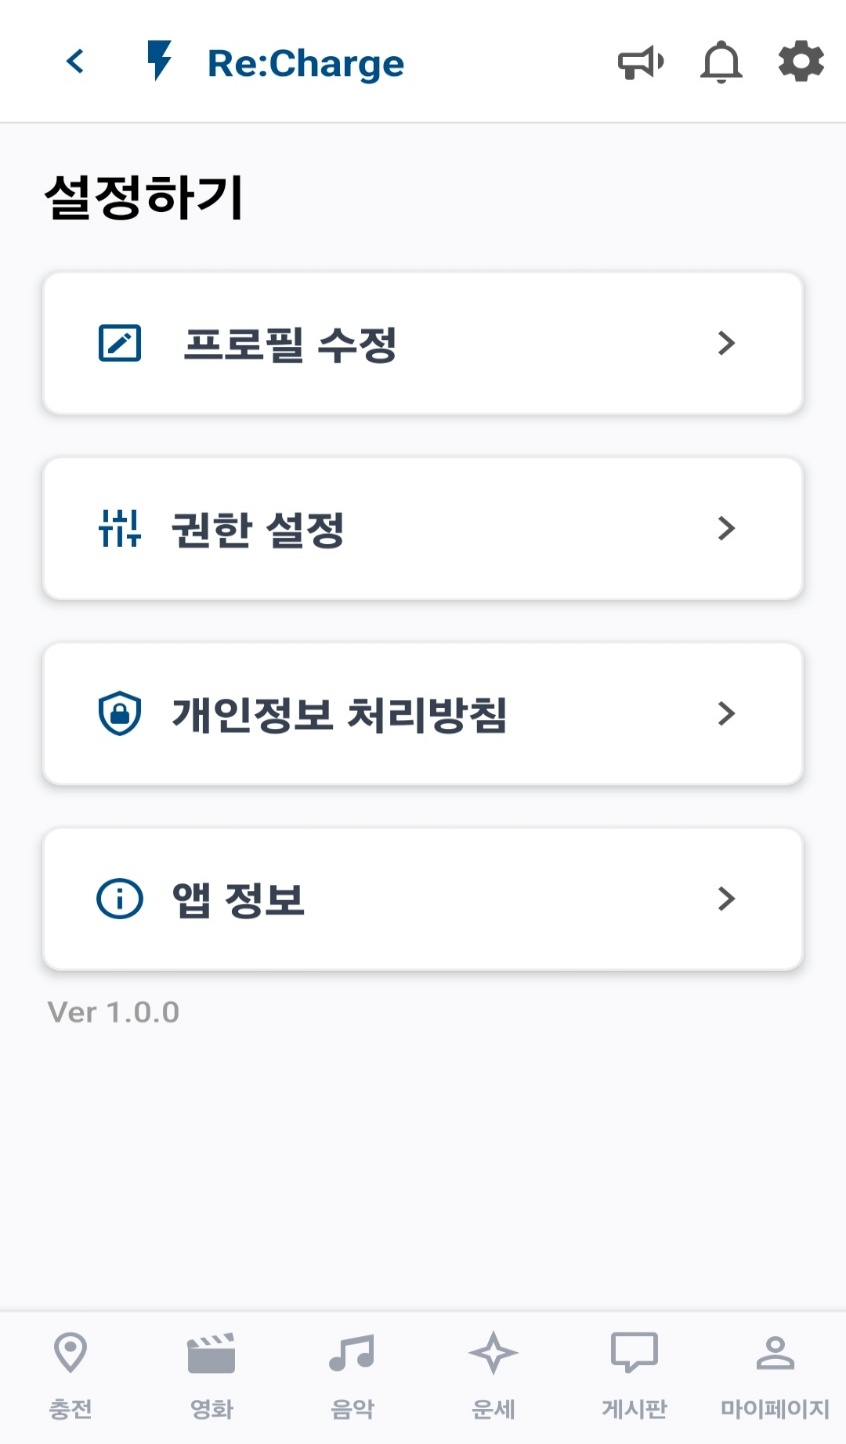 Re:Charge
설정하기
프로필 수정
권한 설정
개인정보 처리방침
앱 정보
Ver 1.0.0
충전 영화 음악 운세 게시판 마이페이지